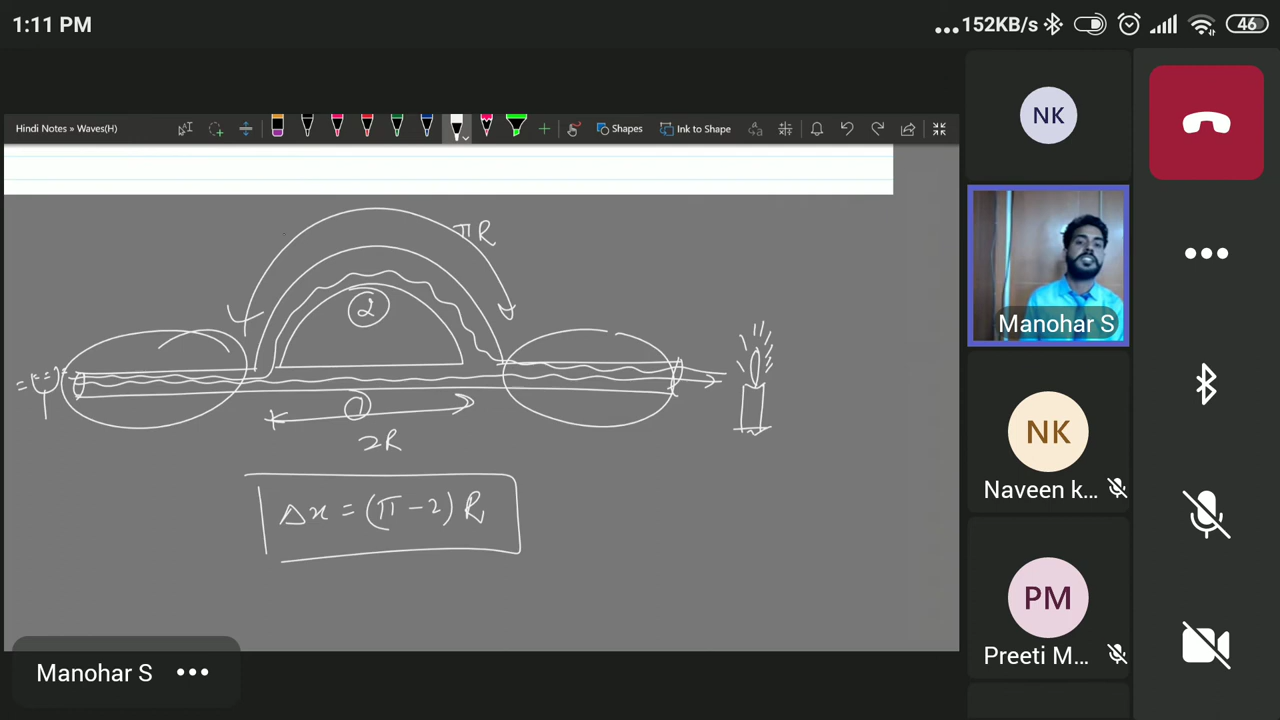 1:11 PM
152KB/s
46
Hindi Notes » Waves(H)
Shapes
Ink to Shape
πR
2
1
2R
Δx = (π-2) R
NK
Manohar S
NK
Naveen k...
PM
Preeti M...
Manohar S